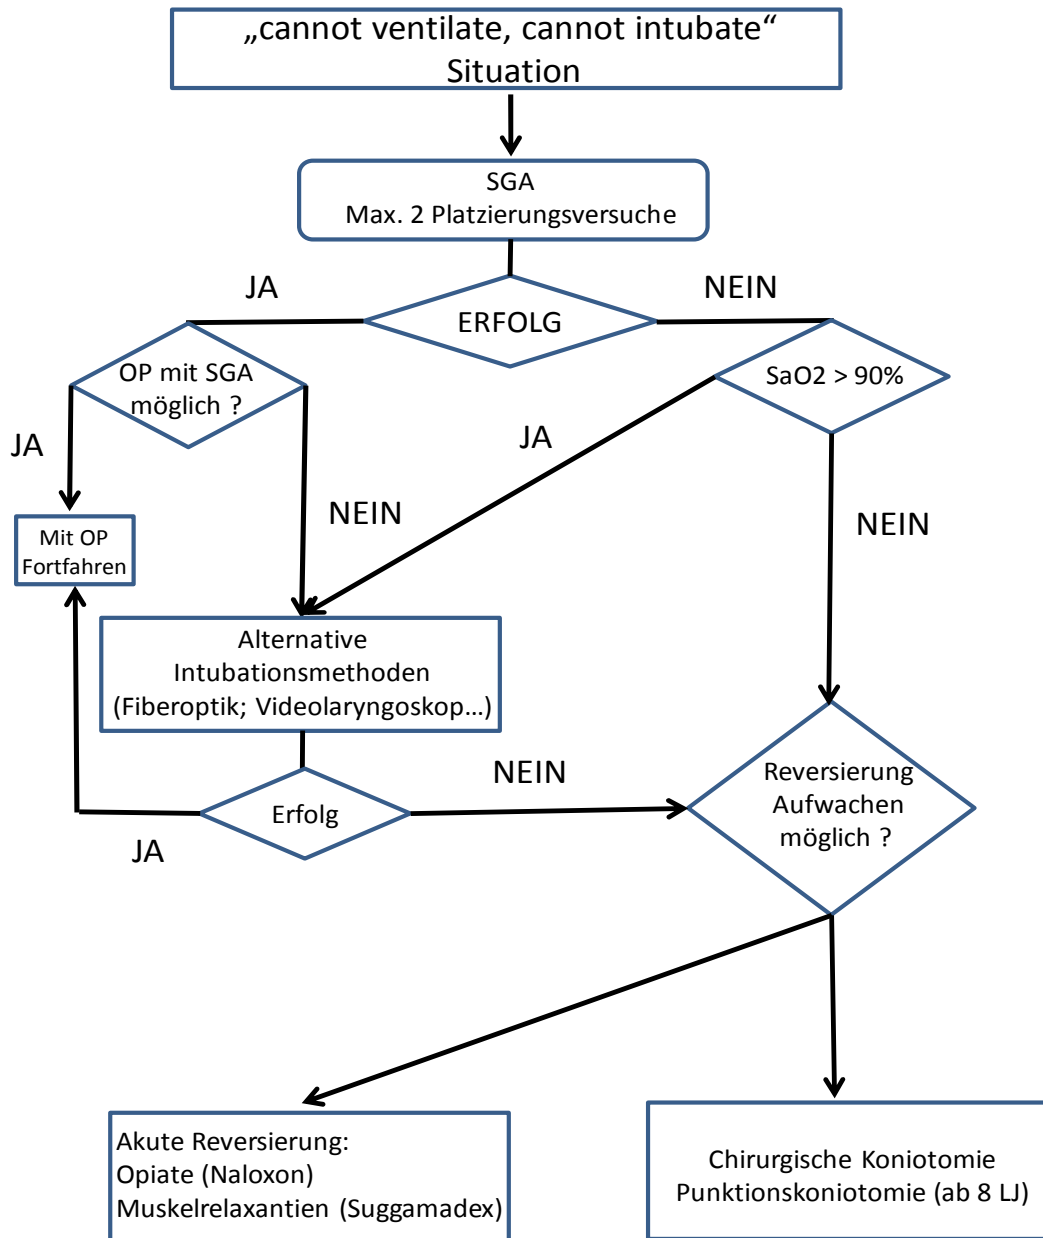 „cannot ventilate, cannot intubate“
Situation
SGA
Max. 2 Platzierungsversuche
JA
NEIN
ERFOLG
OP mit SGA
möglich ?
SaO2 > 90%
JA
JA
NEIN
NEIN
Mit OP
Fortfahren
Alternative
Intubationsmethoden
(Fiberoptik; Videolaryngoskop...)
NEIN
Erfolg
JA
Reversierung
Aufwachen
möglich ?
Akute Reversierung:
Opiate (Naloxon)
Muskelrelaxantien (Suggamadex)
Chirurgische Koniotomie
Punktionskoniotomie (ab 8 LJ)